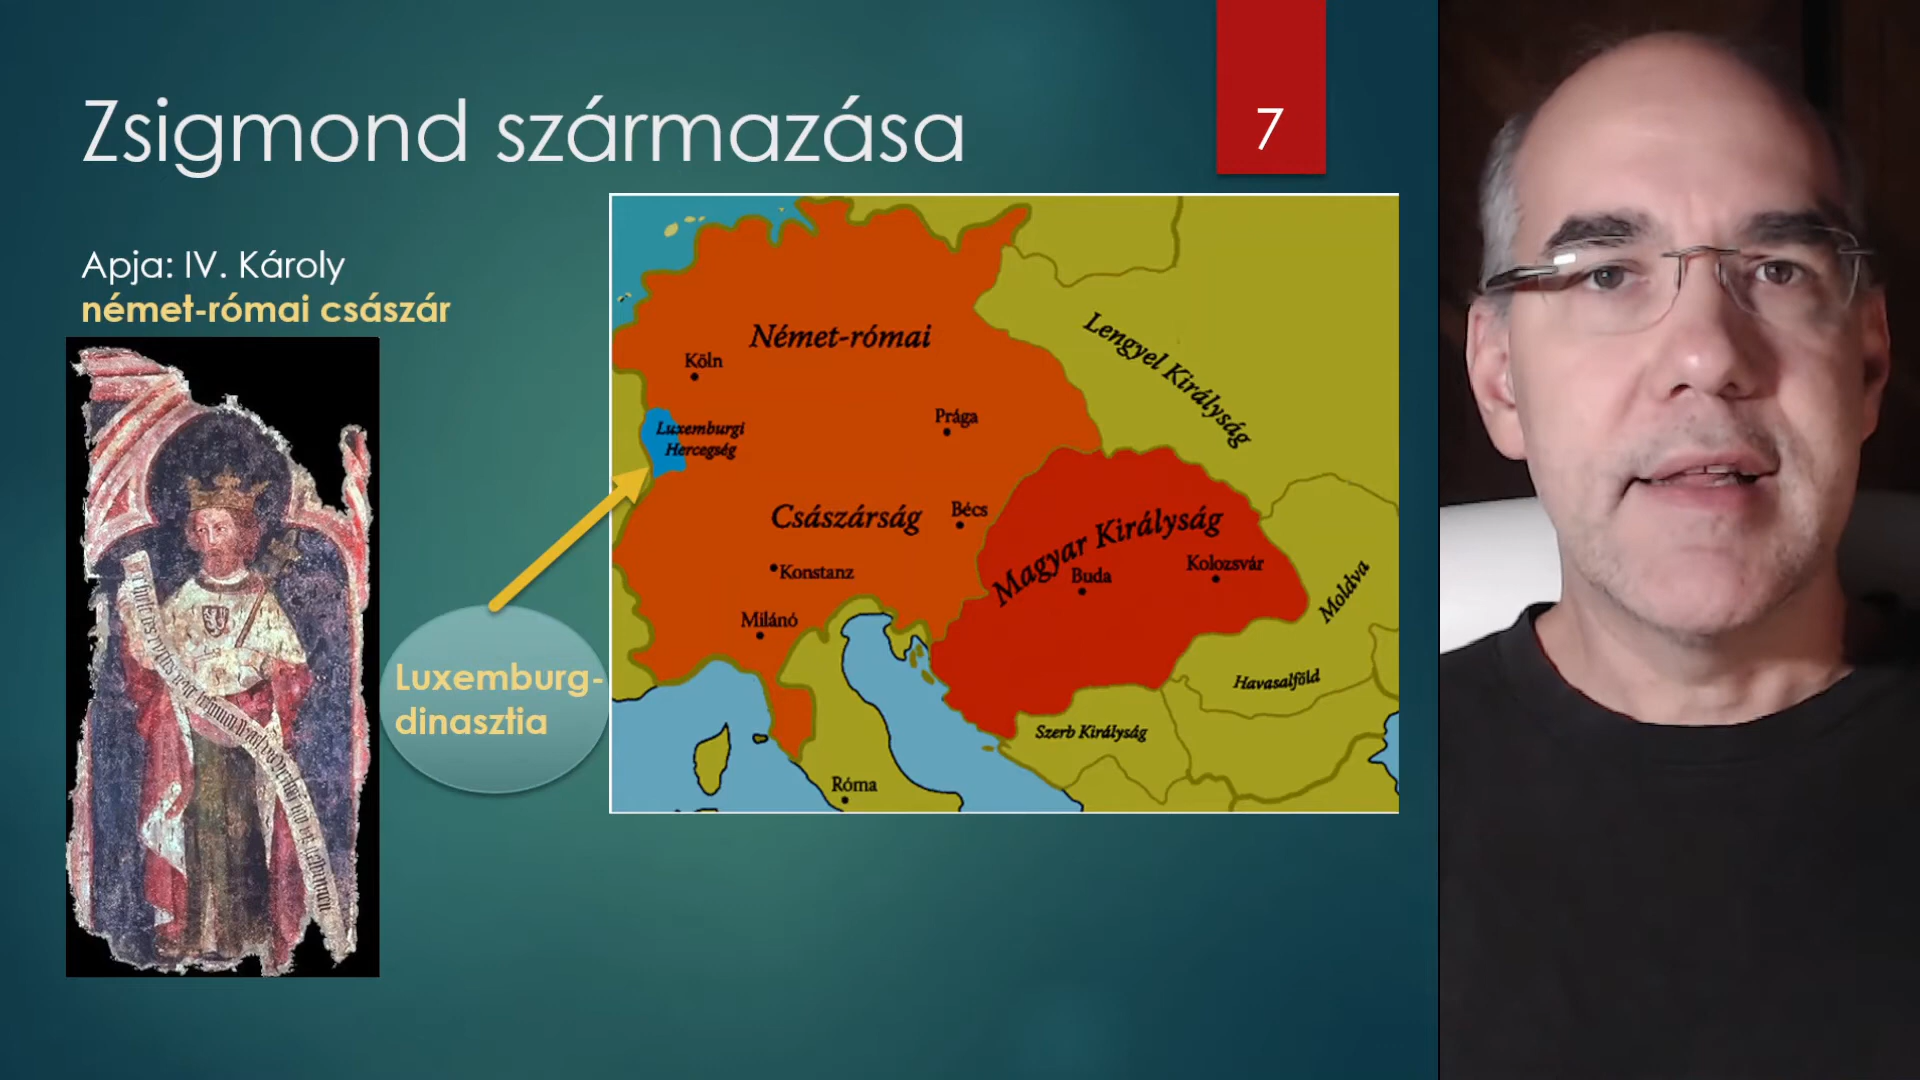 Zsigmond származása
7
Apja: IV. Károly
német-római császár
Luxemburg-
dinasztia
Német-római
Császárság
Köln
Luxemburgi
Hercegség
Prága
Bécs
Konstanz
Milánó
Róma
Lengyel Királyság
Magyar Királyság
Buda
Kolozsvár
Moldva
Havasalföld
Szerb Királyság